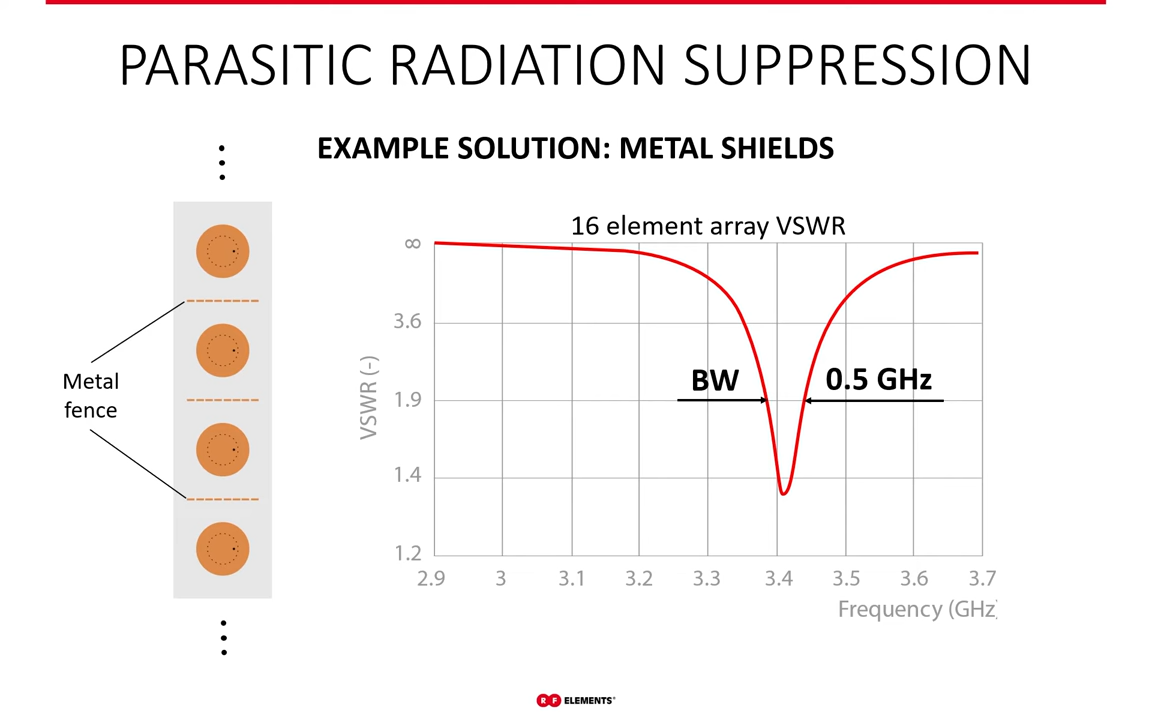 PARASITIC RADIATION SUPPRESSION
EXAMPLE SOLUTION: METAL SHIELDS
Metal
fence
16 element array VSWR
∞
3.6
1.9
1.4
1.2
VSWR (-)
BW
0.5 GHz
2.9 3 3.1 3.2 3.3 3.4 3.5 3.6 3.7
Frequency (GHz)
RF ELEMENTS®